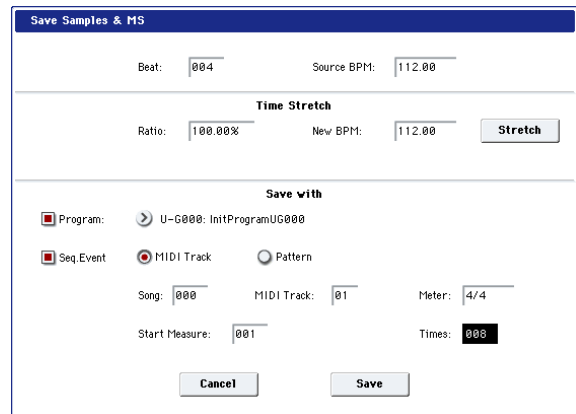 Save Samples & MS
Beat: 004 Source BPM: 112.00
Time Stretch
Ratio: 100.00% New BPM: 112.00 Stretch
Save with
Program: U-G000: InitProgramUG000
Seq.Event MIDI Track Pattern
Song: 000 MIDI Track: 01 Meter: 4/4
Start Measure: 001 Times: 008
Cancel Save